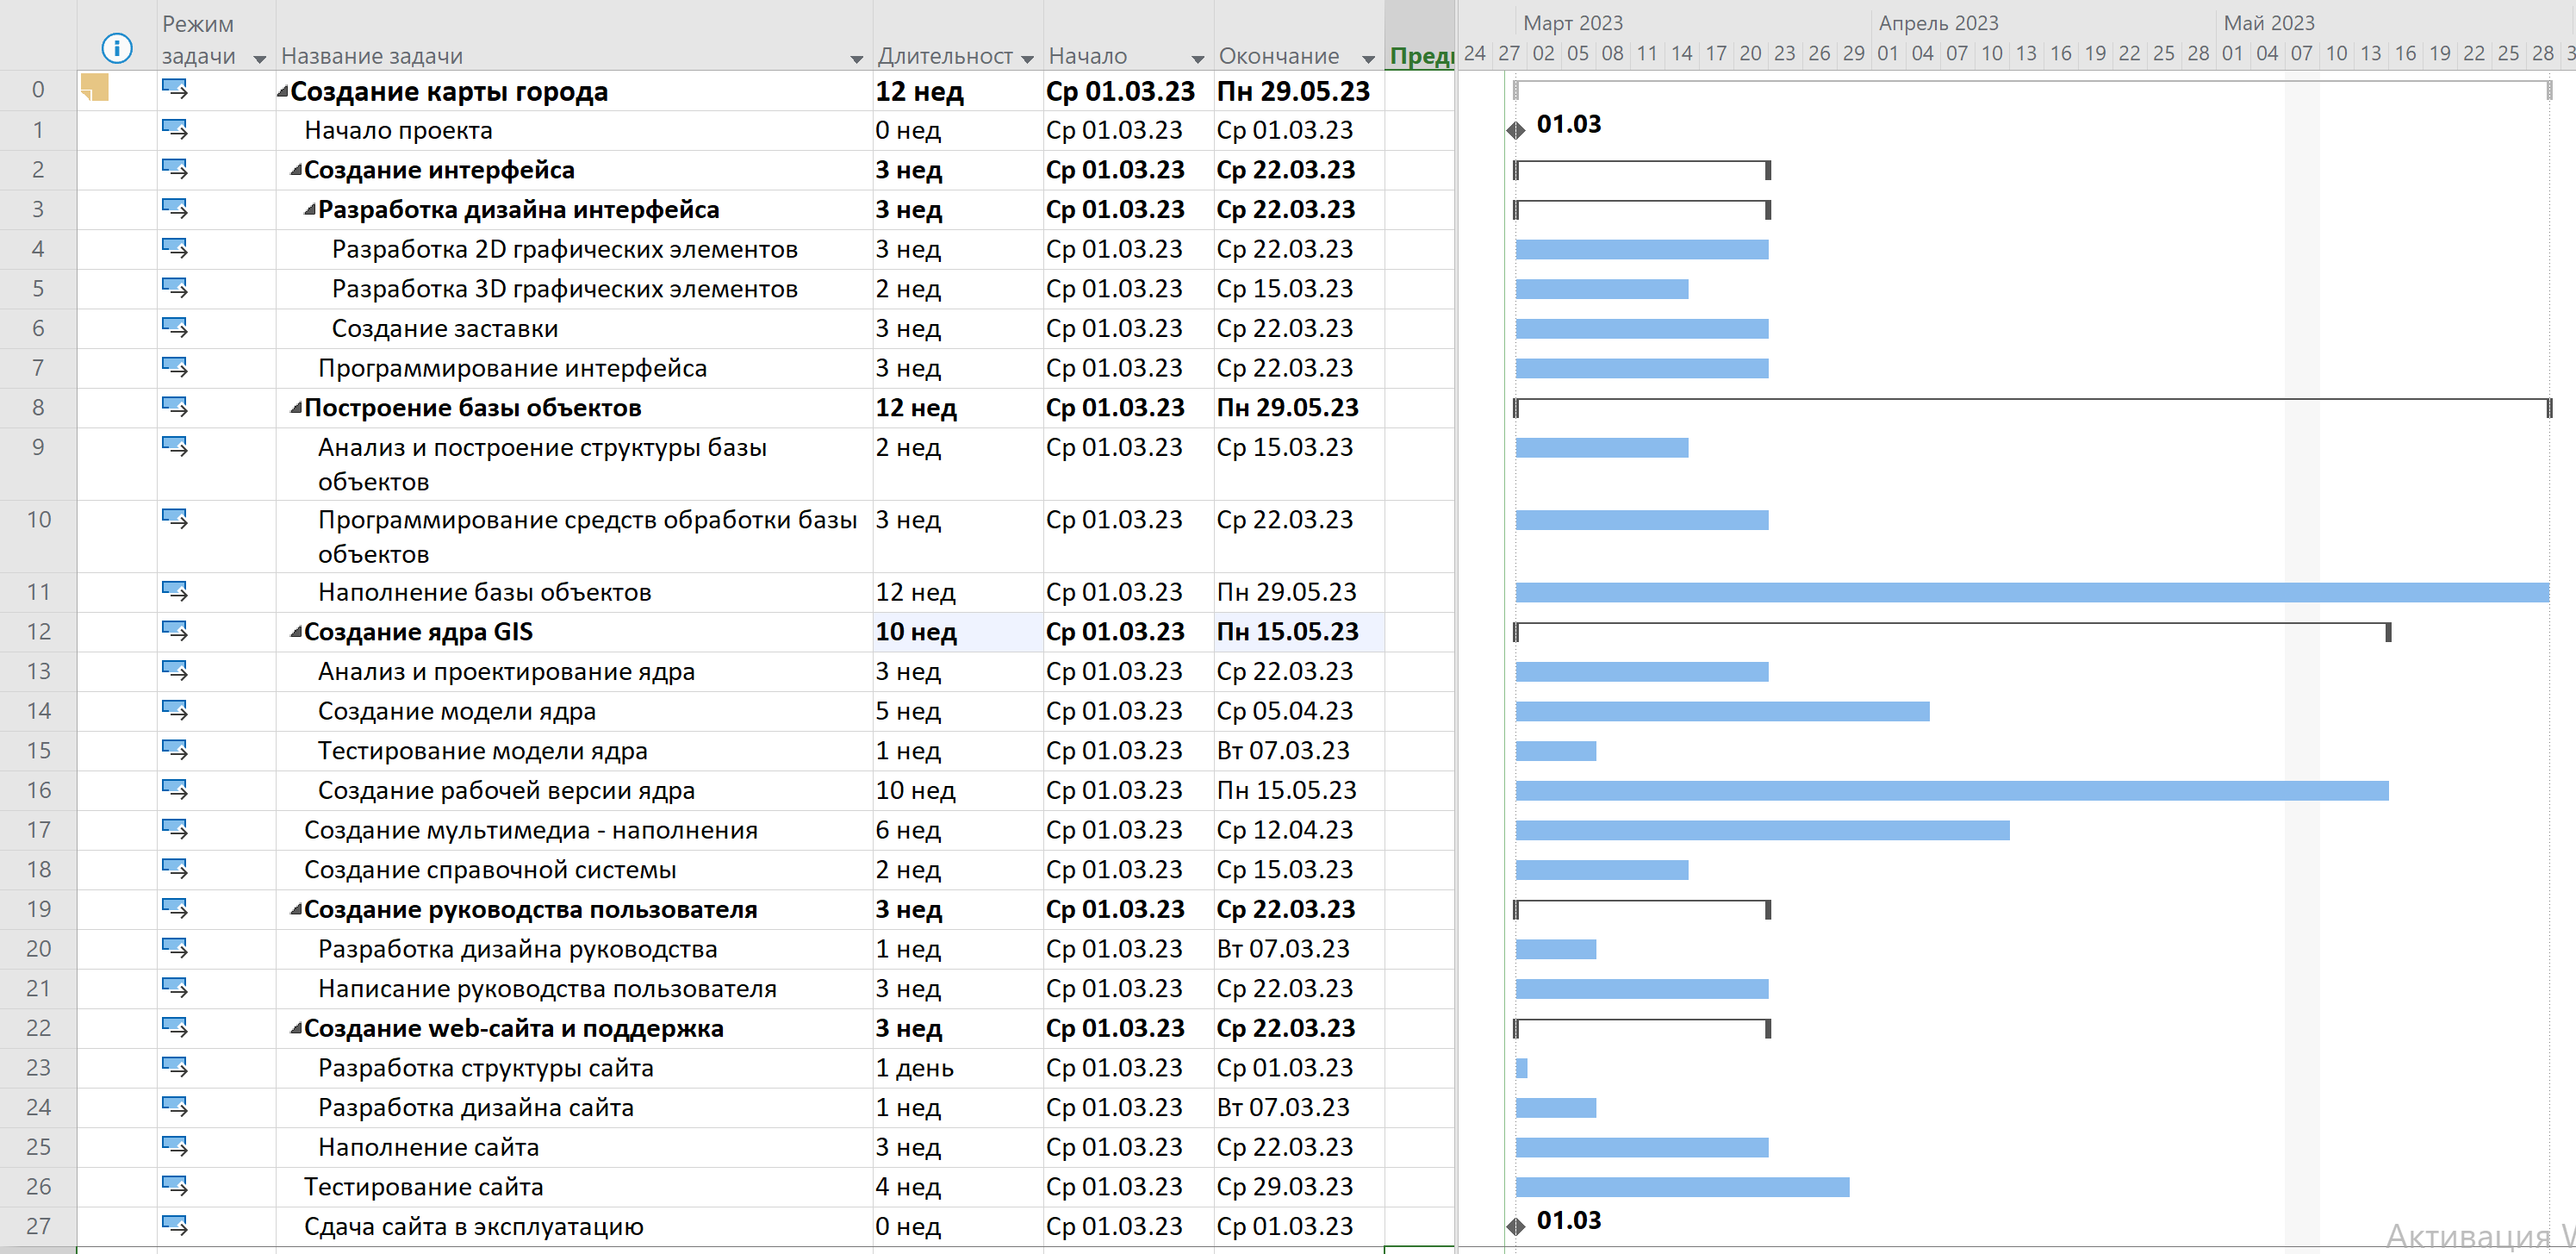 Режим задачи Название задачи Длительност Начало Окончание Пред
Март 2023 Апрель 2023 Май 2023
24 27 02 05 08 11 14 17 20 23 26 29 01 04 07 10 13 16 19 22 25 28 01 04 07 10 13 16 19 22 25 28 3
0 Создание карты города 12 нед Ср 01.03.23 Пн 29.05.23
1 Начало проекта 0 нед Ср 01.03.23 Ср 01.03.23 01.03
2 Создание интерфейса 3 нед Ср 01.03.23 Ср 22.03.23
3 Разработка дизайна интерфейса 3 нед Ср 01.03.23 Ср 22.03.23
4 Разработка 2D графических элементов 3 нед Ср 01.03.23 Ср 22.03.23
5 Разработка 3D графических элементов 2 нед Ср 01.03.23 Ср 15.03.23
6 Создание заставки 3 нед Ср 01.03.23 Ср 22.03.23
7 Программирование интерфейса 3 нед Ср 01.03.23 Ср 22.03.23
8 Построение базы объектов 12 нед Ср 01.03.23 Пн 29.05.23
9 Анализ и построение структуры базы объектов 2 нед Ср 01.03.23 Ср 15.03.23
10 Программирование средств обработки базы объектов 3 нед Ср 01.03.23 Ср 22.03.23
11 Наполнение базы объектов 12 нед Ср 01.03.23 Пн 29.05.23
12 Создание ядра GIS 10 нед Ср 01.03.23 Пн 15.05.23
13 Анализ и проектирование ядра 3 нед Ср 01.03.23 Ср 22.03.23
14 Создание модели ядра 5 нед Ср 01.03.23 Ср 05.04.23
15 Тестирование модели ядра 1 нед Ср 01.03.23 Вт 07.03.23
16 Создание рабочей версии ядра 10 нед Ср 01.03.23 Пн 15.05.23
17 Создание мультимедиа - наполнения 6 нед Ср 01.03.23 Ср 12.04.23
18 Создание справочной системы 2 нед Ср 01.03.23 Ср 15.03.23
19 Создание руководства пользователя 3 нед Ср 01.03.23 Ср 22.03.23
20 Разработка дизайна руководства 1 нед Ср 01.03.23 Вт 07.03.23
21 Написание руководства пользователя 3 нед Ср 01.03.23 Ср 22.03.23
22 Создание web-сайта и поддержка 3 нед Ср 01.03.23 Ср 22.03.23
23 Разработка структуры сайта 1 день Ср 01.03.23 Ср 01.03.23
24 Разработка дизайна сайта 1 нед Ср 01.03.23 Вт 07.03.23
25 Наполнение сайта 3 нед Ср 01.03.23 Ср 22.03.23
26 Тестирование сайта 4 нед Ср 01.03.23 Ср 29.03.23
27 Сдача сайта в эксплуатацию 0 нед Ср 01.03.23 Ср 01.03.23 01.03
Активация